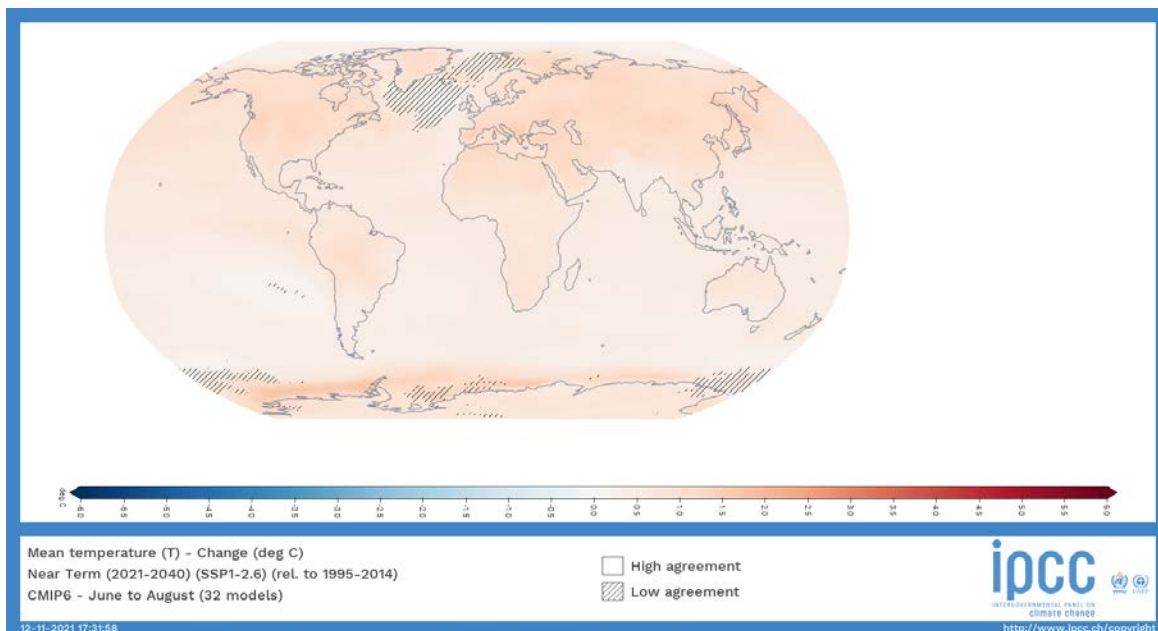 deg C
-6.0 -5.5 -5.0 -4.5 -4.0 -3.5 -3.0 -2.5 -2.0 -1.5 -1.0 -0.5 0.0 0.5 1.0 1.5 2.0 2.5 3.0 3.5 4.0 4.5 5.0 5.5 6.0
Mean temperature (T) - Change (deg C)
Near Term (2021-2040) (SSP1-2.6) (rel. to 1995-2014)
CMIP6 - June to August (32 models)
High agreement
Low agreement
ipcc
INTERGOVERNMENTAL PANEL ON
climate change
WMO
UNEP
12-11-2021 17:31:58
http://www.ipcc.ch/copyright